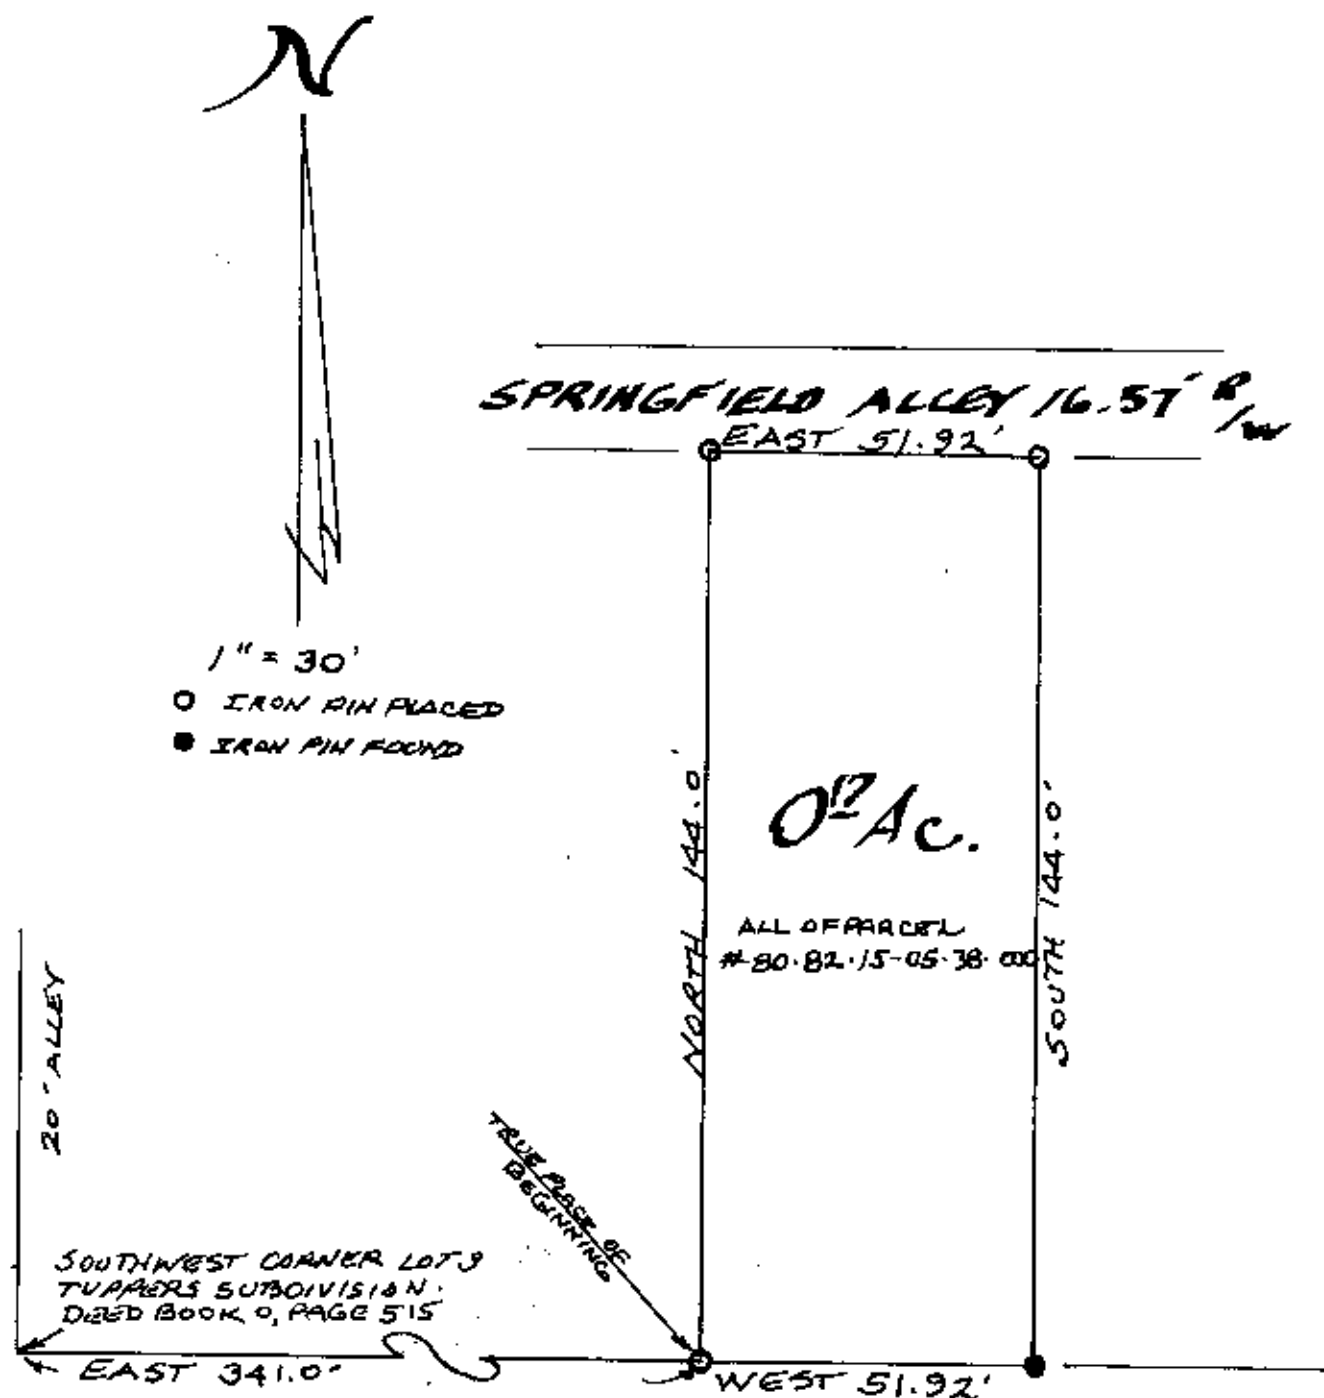 N
SPRINGFIELD ALLEY 16.57' R/W
EAST 51.92'
1" = 30'
IRON PIN PLACED
IRON PIN FOUND
NORTH 144.0'
0 17 Ac.
SOUTH 144.0'
ALL OF PARCEL
#80-82-15-05-38-000
20' ALLEY
TRUE PLACE OF
BEGINNING
SOUTHWEST CORNER LOT 9
TUPPERS SUBDIVISION.
DEED BOOK O, PAGE 515
EAST 341.0'
WEST 51.92'